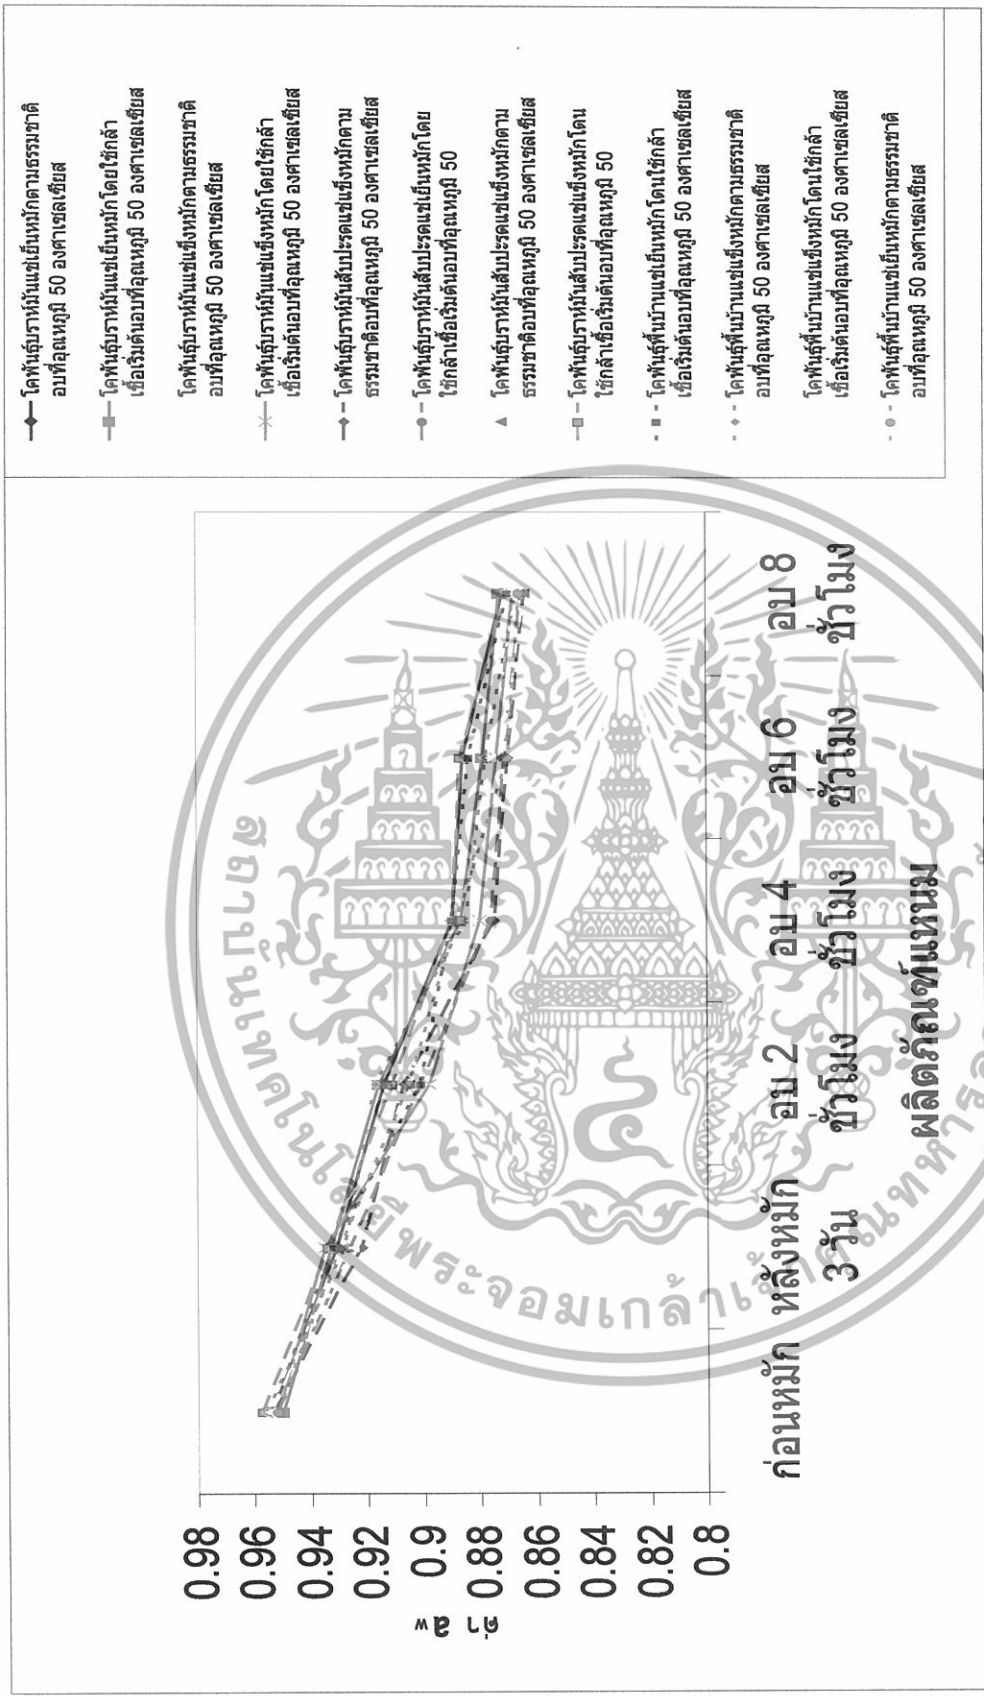 0.98
0.96
0.94
0.92
0.9
0.88
0.86
0.84
0.82
0.8
ค่า aw
ก่อนหมัก หลังหมัก อบ 2 อบ 4 อบ 6 อบ 8
3 วัน ชั่วโมง ชั่วโมง ชั่วโมง ชั่วโมง
ผลิตภัณฑ์แหนม
โคพันธุ์บราห์มันแช่เย็นหมักตามธรรมชาติ
อบที่อุณหภูมิ 50 องศาเซลเซียส
โคพันธุ์บราห์มันแช่เย็นหมักโดยใช้กล้า
เชื้อเริ่มต้นอบที่อุณหภูมิ 50 องศาเซลเซียส
โคพันธุ์บราห์มันแช่แข็งหมักตามธรรมชาติ
อบที่อุณหภูมิ 50 องศาเซลเซียส
โคพันธุ์บราห์มันแช่แข็งหมักโดยใช้กล้า
เชื้อเริ่มต้นอบที่อุณหภูมิ 50 องศาเซลเซียส
โคพันธุ์บราห์มันสับปะรดแช่แข็งหมักตาม
ธรรมชาติอบที่อุณหภูมิ 50 องศาเซลเซียส
โคพันธุ์บราห์มันสับปะรดแช่เย็นหมักโดย
ใช้กล้าเชื้อเริ่มต้นอบที่อุณหภูมิ 50
โคพันธุ์บราห์มันสับปะรดแช่แข็งหมักตาม
ธรรมชาติอบที่อุณหภูมิ 50 องศาเซลเซียส
โคพันธุ์บราห์มันสับปะรดแช่แข็งหมักโดน
ใช้กล้าเชื้อเริ่มต้นอบที่อุณหภูมิ 50
โคพันธุ์พื้นบ้านแช่เย็นหมักโดนใช้กล้า
เชื้อเริ่มต้นอบที่อุณหภูมิ 50 องศาเซลเซียส
โคพันธุ์พื้นบ้านแช่แข็งหมักตามธรรมชาติ
อบที่อุณหภูมิ 50 องศาเซลเซียส
โคพันธุ์พื้นบ้านแช่แข็งหมักโดนใช้กล้า
เชื้อเริ่มต้นอบที่อุณหภูมิ 50 องศาเซลเซียส
โคพันธุ์พื้นบ้านแช่เย็นหมักตามธรรมชาติ
อบที่อุณหภูมิ 50 องศาเซลเซียส